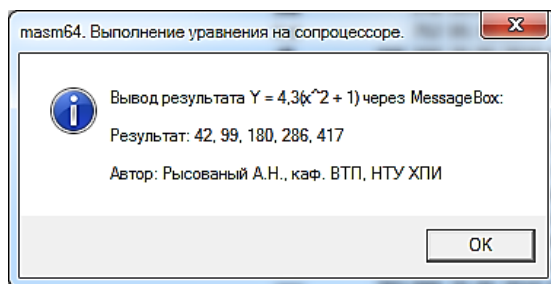 masm64. Выполнение уравнения на сопроцессоре.
Вывод результата Y = 4,3(x^2 + 1) через MessageBox:
Результат: 42, 99, 180, 286, 417
Автор: Рысованый А.Н., каф. ВТП, НТУ ХПИ
OK